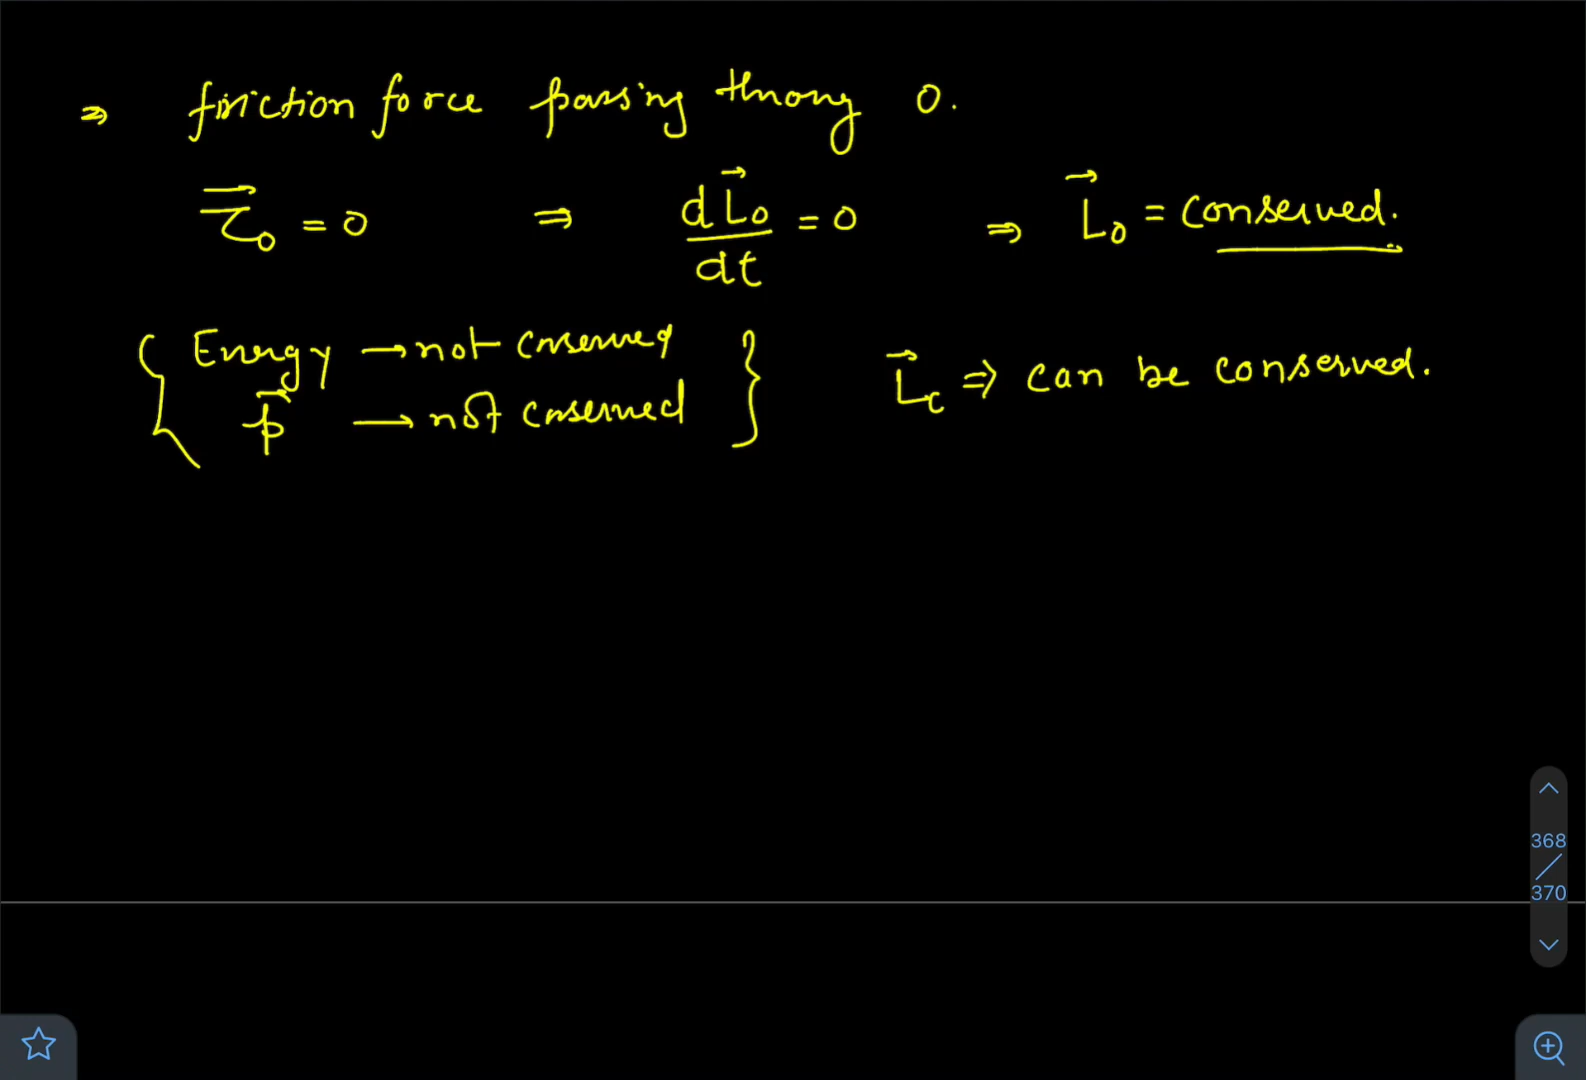 ⇒ friction force passing throng O.
τ⃗₀ = 0 ⇒ dL⃗₀/dt = 0 ⇒ L⃗₀ = conserved.
{ Energy → not conserved
p⃗ → not conserved }
L⃗c ⇒ can be conserved.
368
/
370